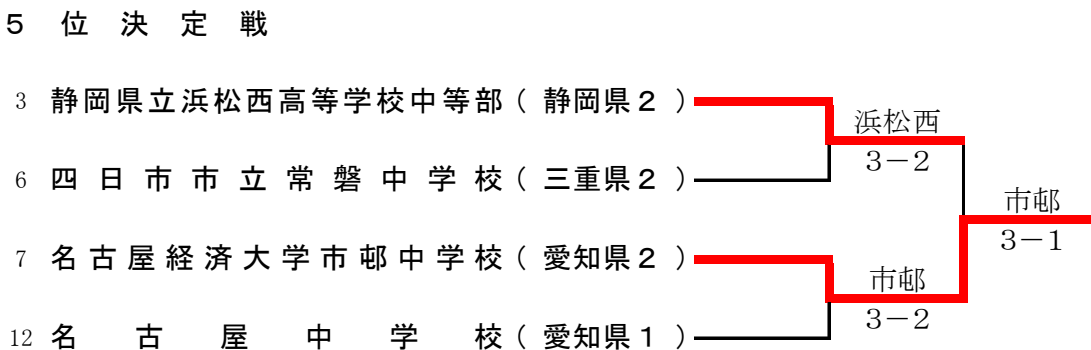 5位決定戦
3 静岡県立浜松西高等学校中等部(静岡県2)
浜松西
3-2
6 四日市市立常磐中学校(三重県2)
市邨
3-1
7 名古屋経済大学市邨中学校(愛知県2)
市邨
3-2
12 名古屋中学校(愛知県1)